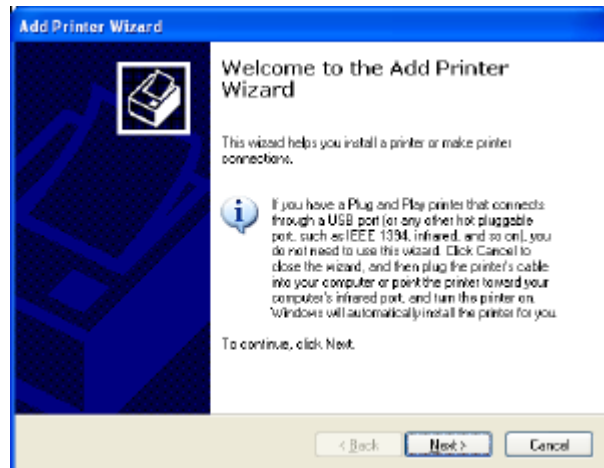 Add Printer Wizard
Welcome to the Add Printer
Wizard
This wizard helps you install a printer or make printer
connections.
If you have a Plug and Play printer that connects
through a USB port (or any other hot pluggable
port, such as IEEE 1394, infrared, and so on), you
do not need to use this wizard. Click Cancel to
close the wizard, and then plug the printer's cable
into your computer or point the printer toward your
computer's infrared port, and turn the printer on.
Windows will automatically install the printer for you.
To continue, click Next.
< Back
Next >
Cancel